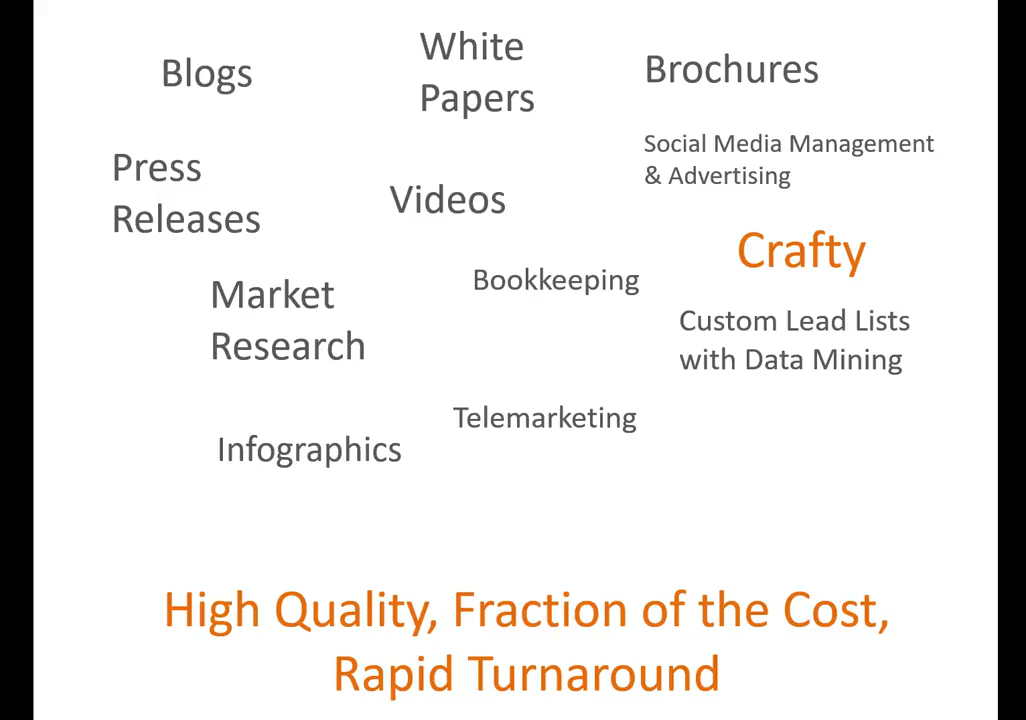 Blogs
White
Papers
Brochures
Press
Releases
Videos
Social Media Management
& Advertising
Crafty
Market
Research
Bookkeeping
Custom Lead Lists
with Data Mining
Infographics
Telemarketing
High Quality, Fraction of the Cost,
Rapid Turnaround